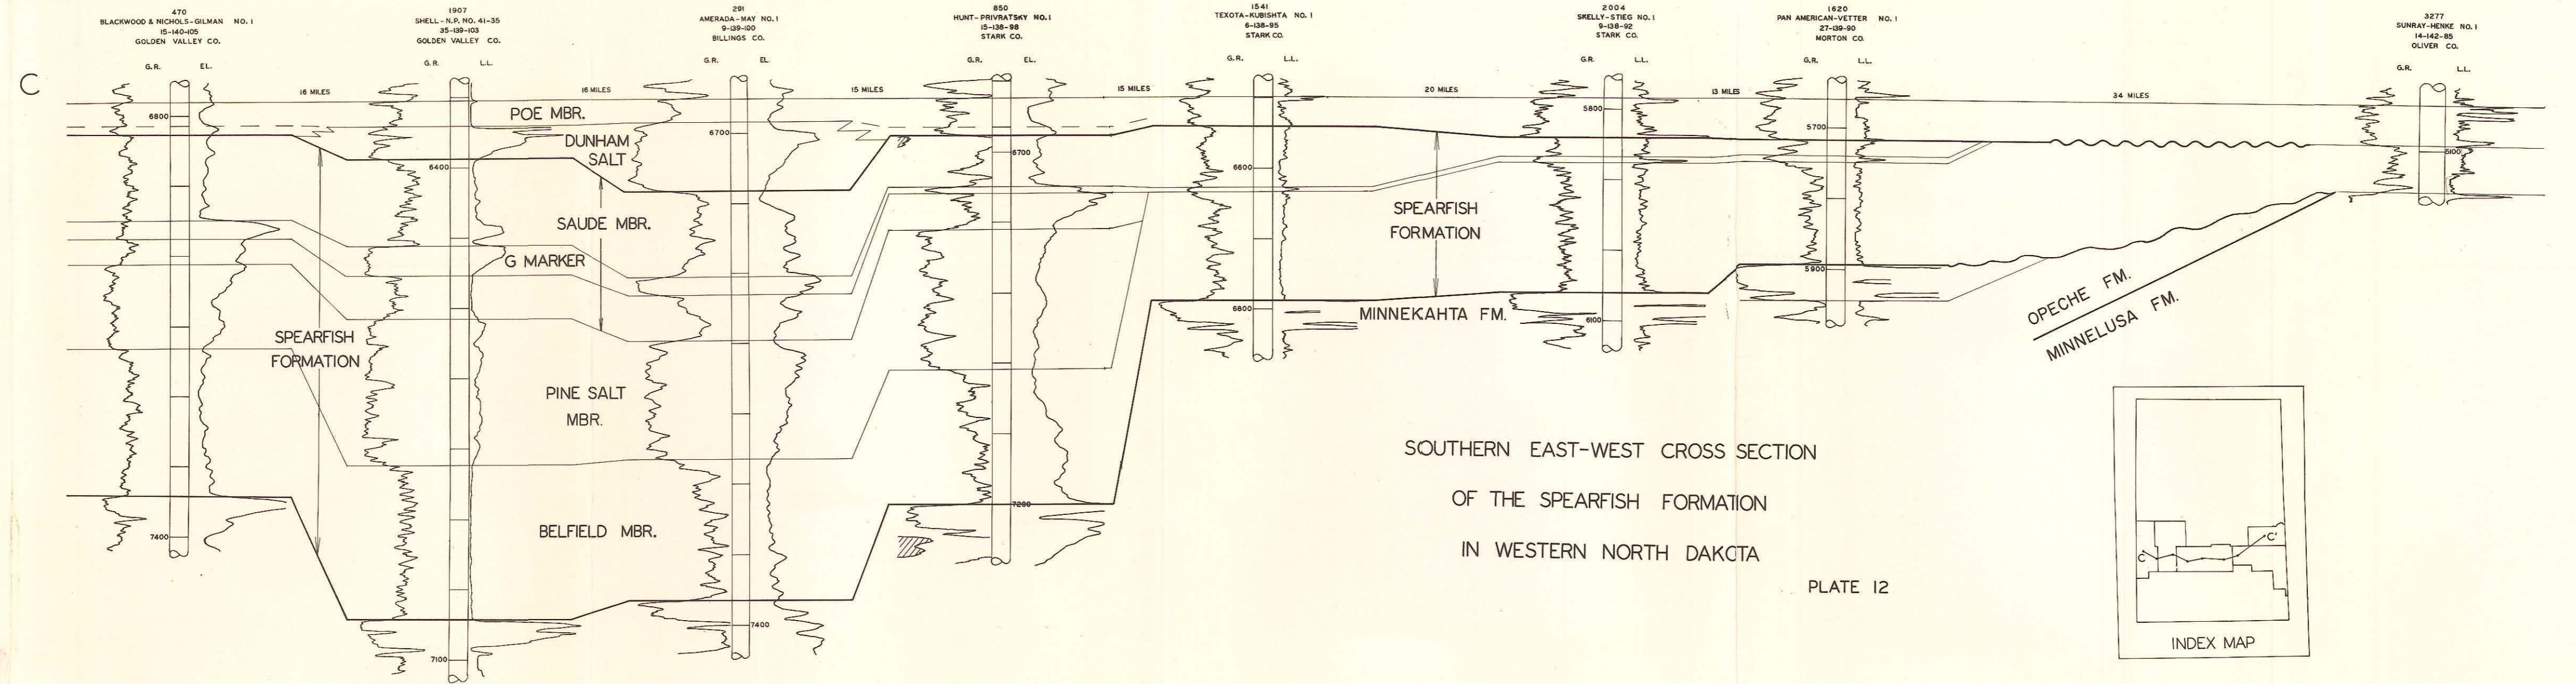 470
BLACKWOOD & NICHOLS-GILMAN NO. 1
15-140-105
GOLDEN VALLEY CO.
1907
SHELL-N.P. NO. 41-35
35-139-103
GOLDEN VALLEY CO.
291
AMERADA-MAY NO. 1
9-139-100
BILLINGS CO.
850
HUNT-PRIVRATSKY NO. 1
15-138-98
STARK CO.
1541
TEXOTA-KUBISHTA NO. 1
6-138-95
STARK CO.
2004
SKELLY-STIEG NO. 1
9-138-92
STARK CO.
1620
PAN AMERICAN-VETTER NO. 1
27-139-90
MORTON CO.
3277
SUNRAY-HENKE NO. 1
14-142-85
OLIVER CO.
G.R. EL.
G.R. L.L.
G.R. EL.
G.R. EL.
G.R. L.L.
G.R. L.L.
G.R. L.L.
G.R. L.L.
C
16 MILES
16 MILES
15 MILES
15 MILES
20 MILES
13 MILES
34 MILES
POE MBR.
DUNHAM
SALT
6800
6400
6700
6700
6600
5800
5700
5100
SAUDE MBR.
G MARKER
SPEARFISH
FORMATION
SPEARFISH
FORMATION
PINE SALT
MBR.
BELFIELD MBR.
MINNEKAHTA FM.
OPECHE FM.
MINNELUSA FM.
7400
7100
7400
7200
6800
6100
5900
SOUTHERN EAST-WEST CROSS SECTION
OF THE SPEARFISH FORMATION
IN WESTERN NORTH DAKOTA
PLATE 12
C
C'
INDEX MAP